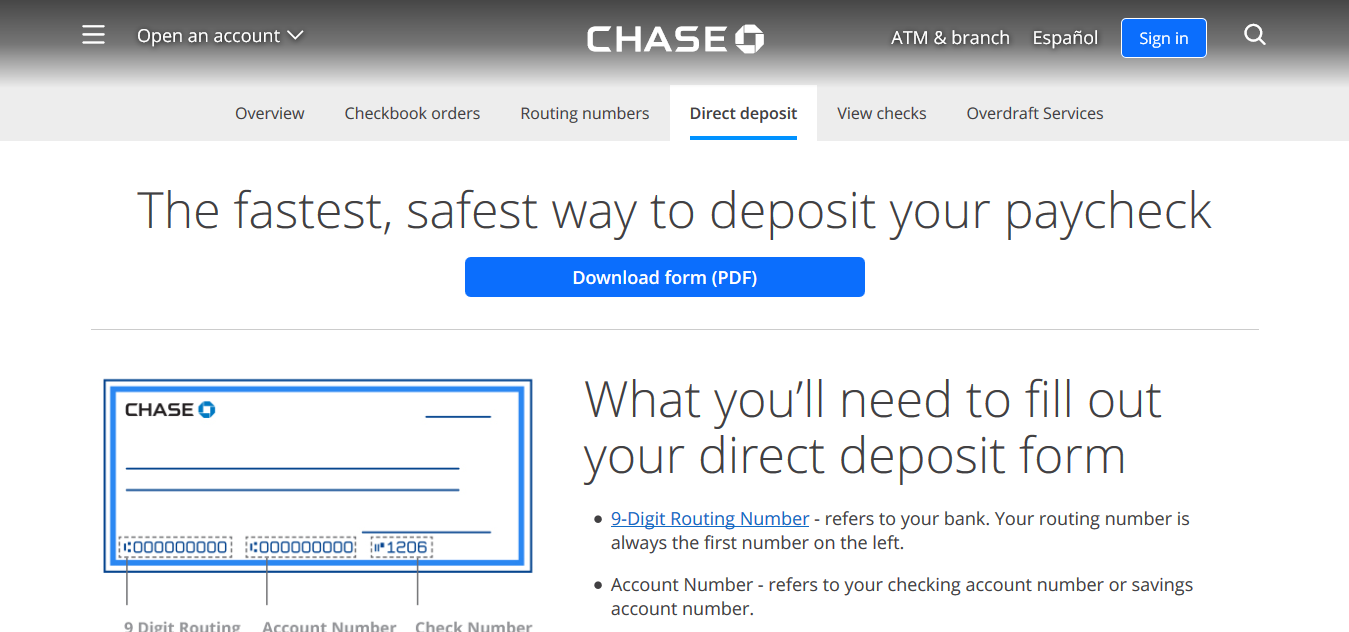 Open an account
CHASE
ATM & branch
Español
Sign in
Overview
Checkbook orders
Routing numbers
Direct deposit
View checks
Overdraft Services
The fastest, safest way to deposit your paycheck
Download form (PDF)
CHASE
⑆000000000
⑆000000000
⑈1206
9 Digit Routing
Account Number
Check Number
What you’ll need to fill out
your direct deposit form
• 9-Digit Routing Number - refers to your bank. Your routing number is
always the first number on the left.
• Account Number - refers to your checking account number or savings
account number.